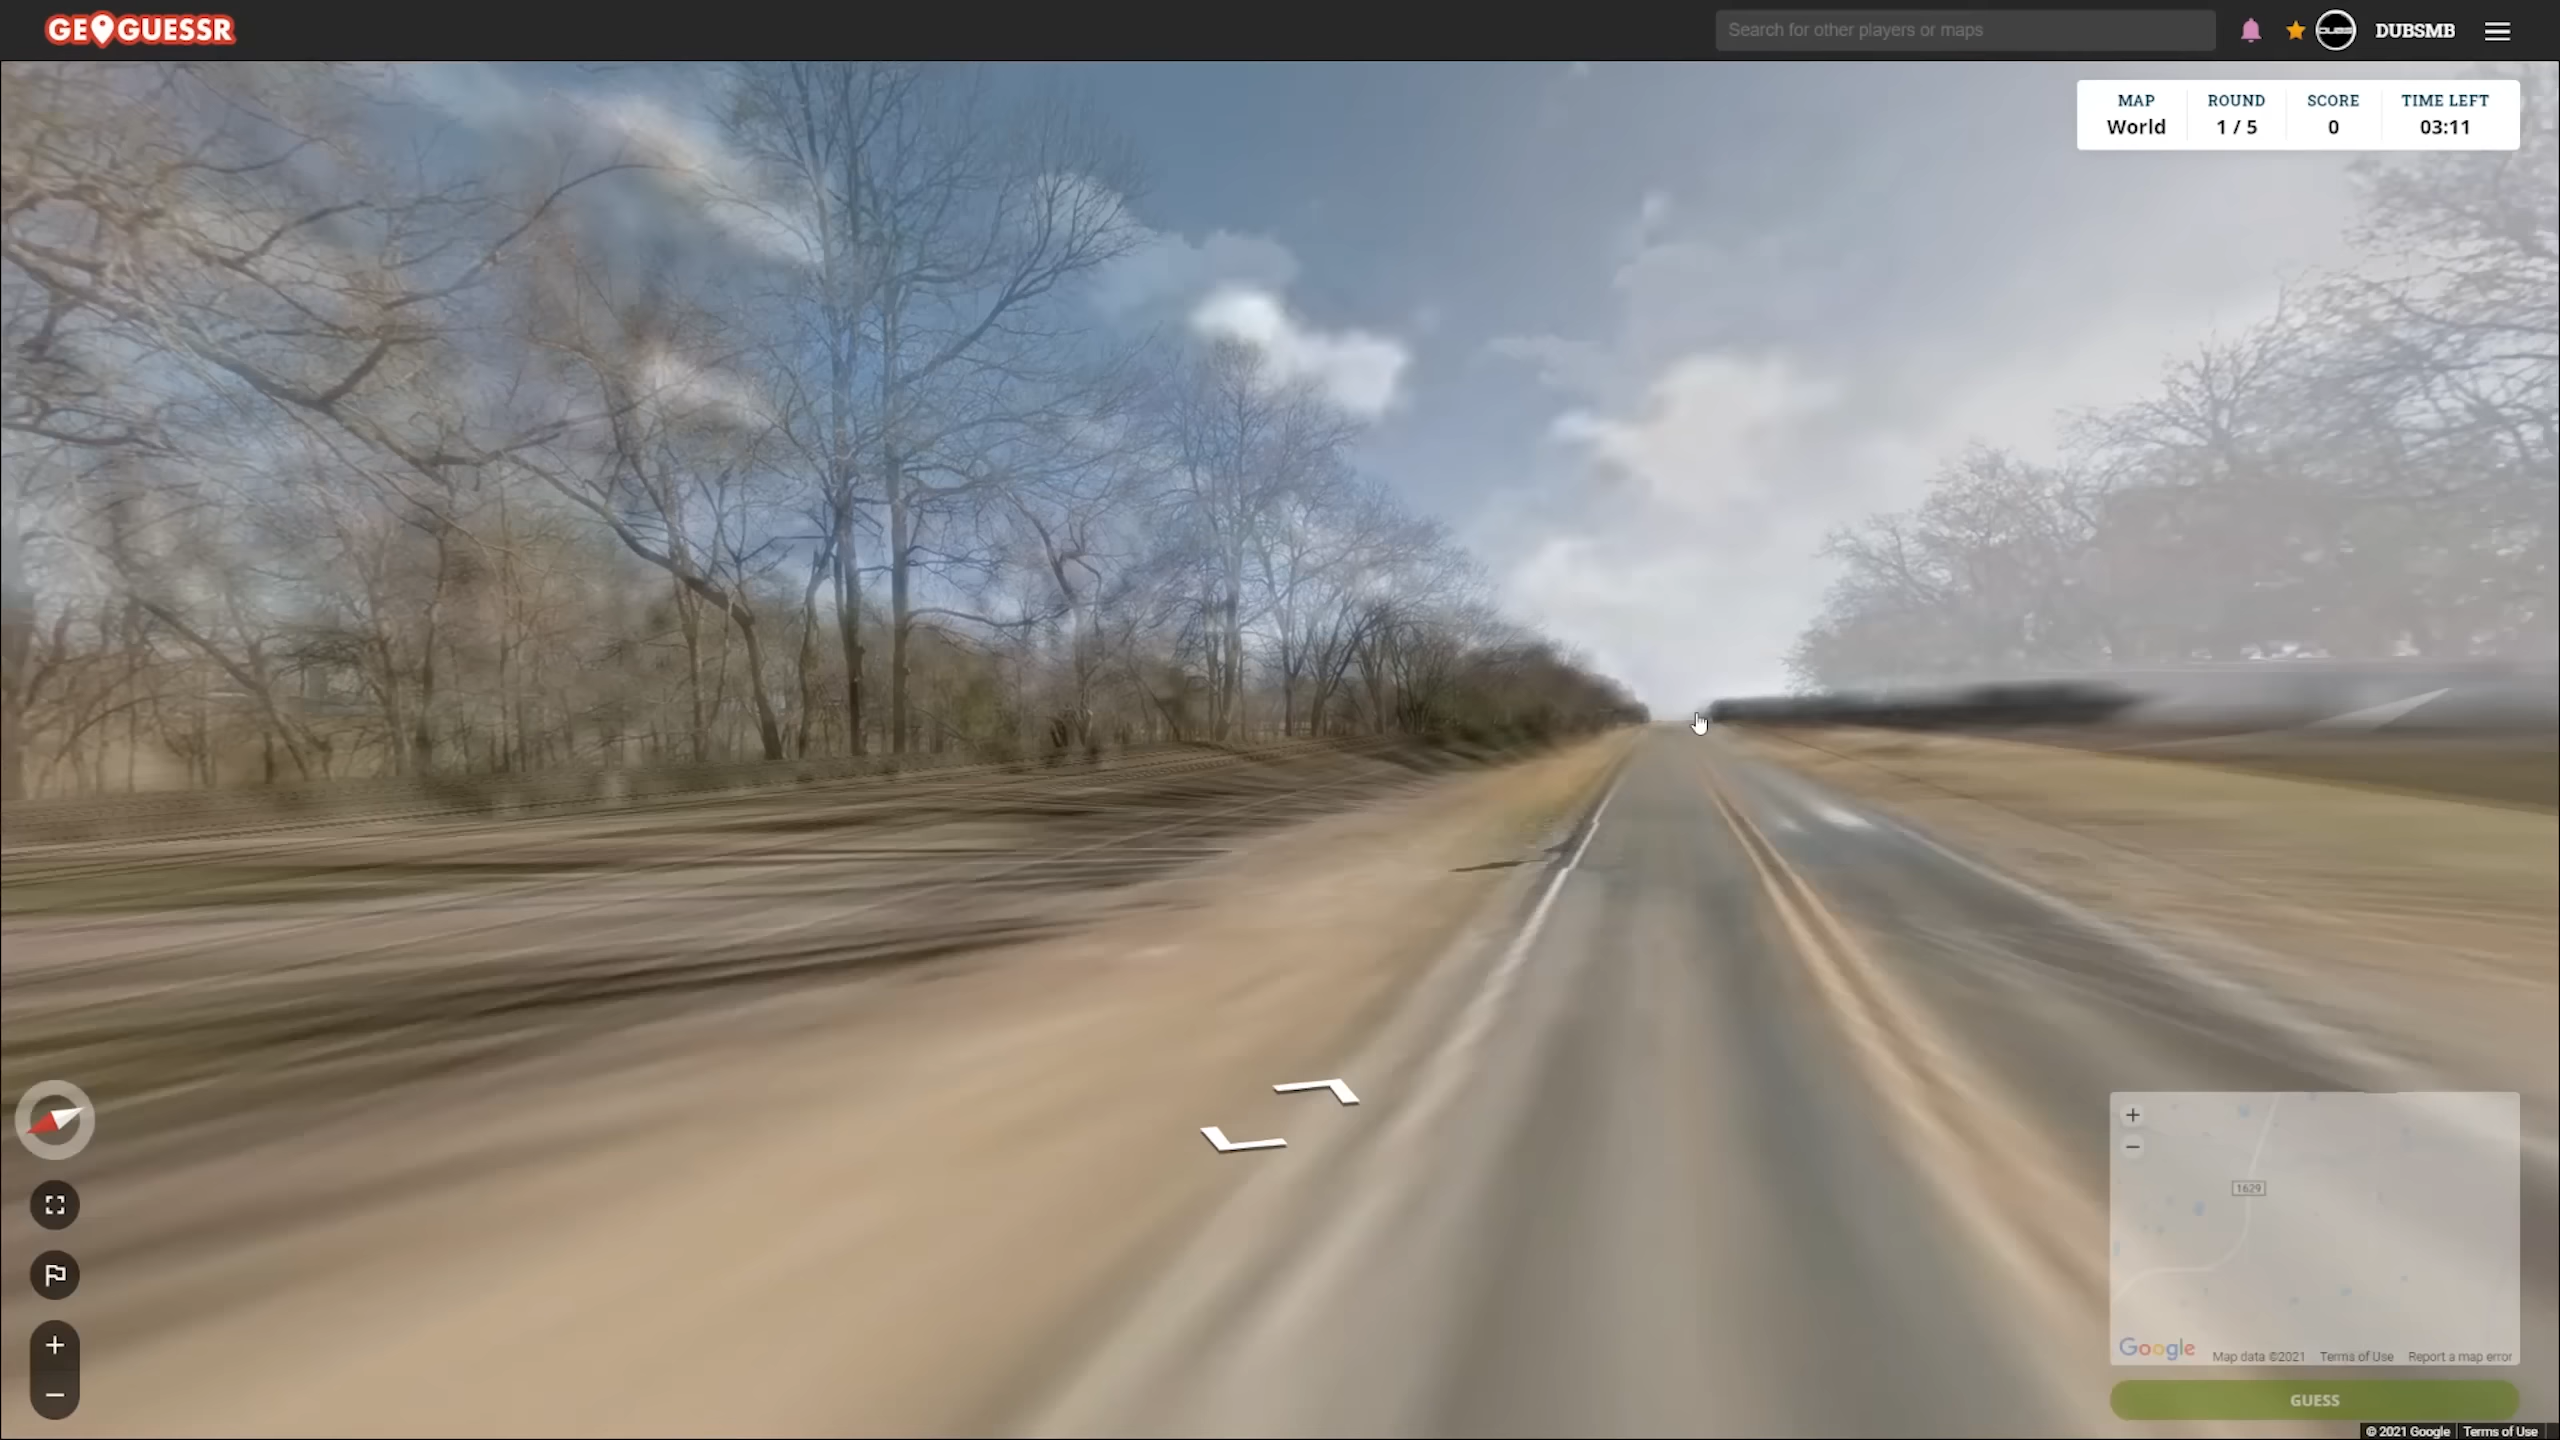 GEOGUESSR
Search for other players or maps
DUBS
DUBSMB
MAP ROUND SCORE TIME LEFT
World 1 / 5 0 03:11
1629
Google Map data ©2021 Terms of Use Report a map error
GUESS
© 2021 Google Terms of Use